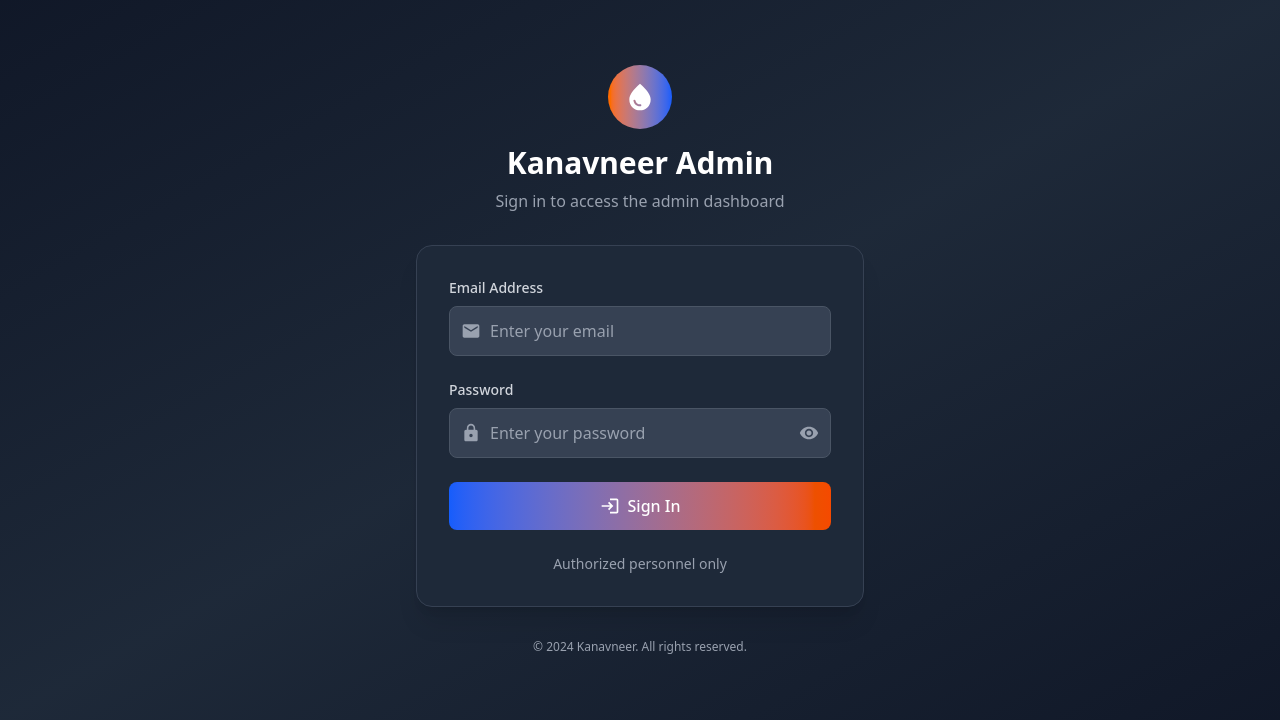 Kanavneer Admin
Sign in to access the admin dashboard
Email Address
Enter your email
Password
Enter your password
Sign In
Authorized personnel only
© 2024 Kanavneer. All rights reserved.